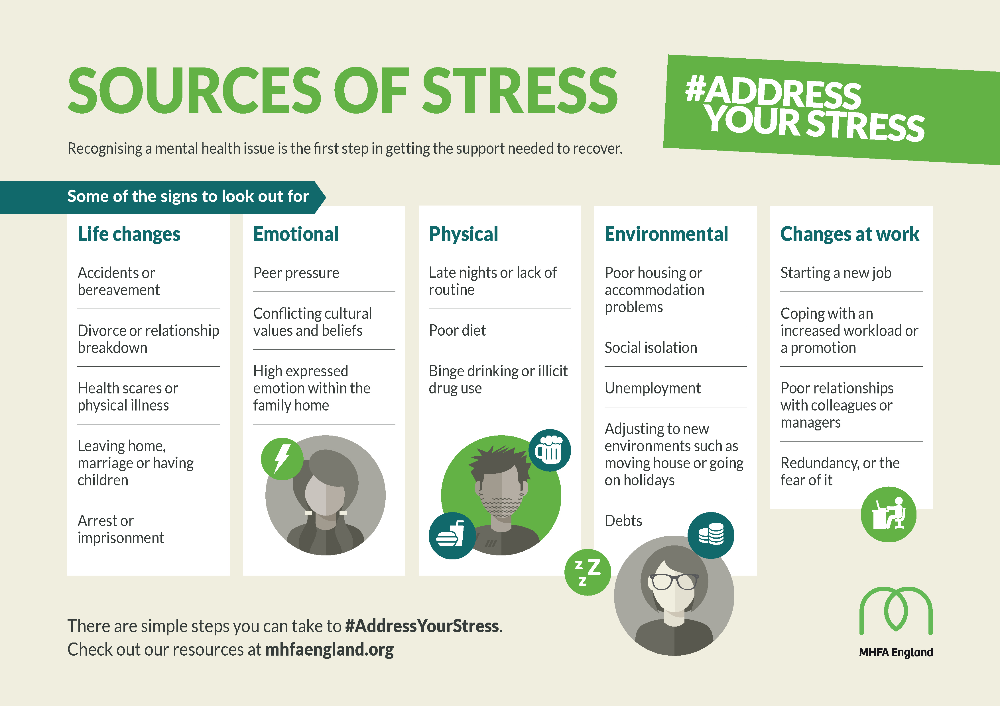 SOURCES OF STRESS
#ADDRESS
YOUR STRESS
Recognising a mental health issue is the first step in getting the support needed to recover.
Some of the signs to look out for
Life changes
Accidents or
bereavement
Divorce or relationship
breakdown
Health scares or
physical illness
Leaving home,
marriage or having
children
Arrest or
imprisonment
Emotional
Peer pressure
Conflicting cultural
values and beliefs
High expressed
emotion within the
family home
Physical
Late nights or lack of
routine
Poor diet
Binge drinking or illicit
drug use
Environmental
Poor housing or
accommodation
problems
Social isolation
Unemployment
Adjusting to new
environments such as
moving house or going
on holidays
Debts
Changes at work
Starting a new job
Coping with an
increased workload or
a promotion
Poor relationships
with colleagues or
managers
Redundancy, or the
fear of it
z Z
z
There are simple steps you can take to #AddressYourStress.
Check out our resources at mhfaengland.org
MHFA England